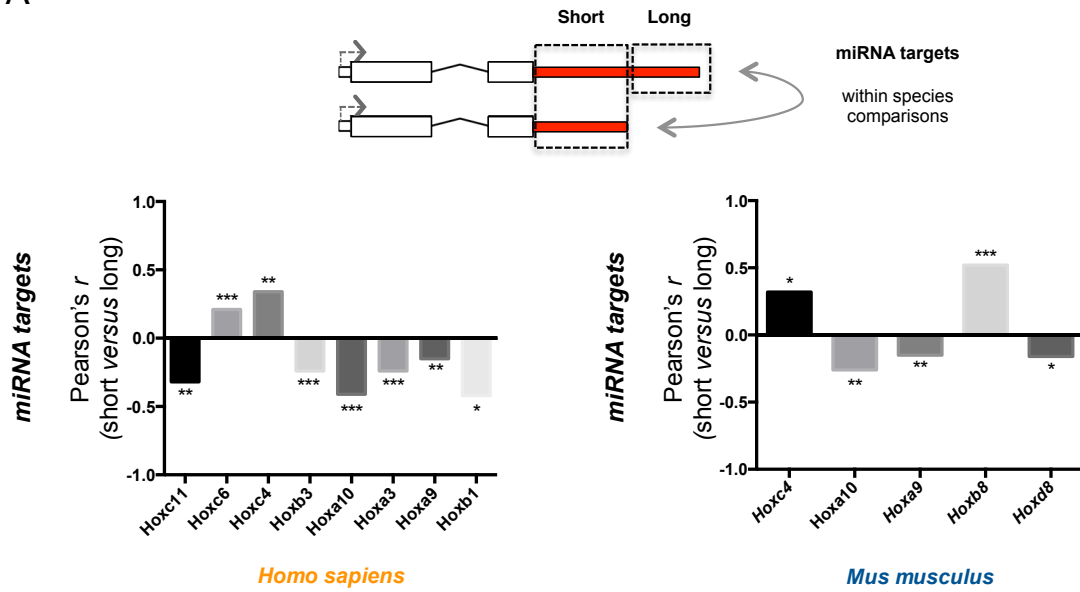 A
Short Long
miRNA targets
within species
comparisons
miRNA targets
Pearson's r
(short versus long)
1.0
0.5
0.0
-0.5
-1.0
**
***
**
***
***
***
**
*
Hoxc11
Hoxc6
Hoxc4
Hoxb3
Hoxa10
Hoxa3
Hoxa9
Hoxb1
Homo sapiens
miRNA targets
Pearson's r
(short versus long)
1.0
0.5
0.0
-0.5
-1.0
*
**
**
***
*
Hoxc4
Hoxa10
Hoxa9
Hoxb8
Hoxd8
Mus musculus